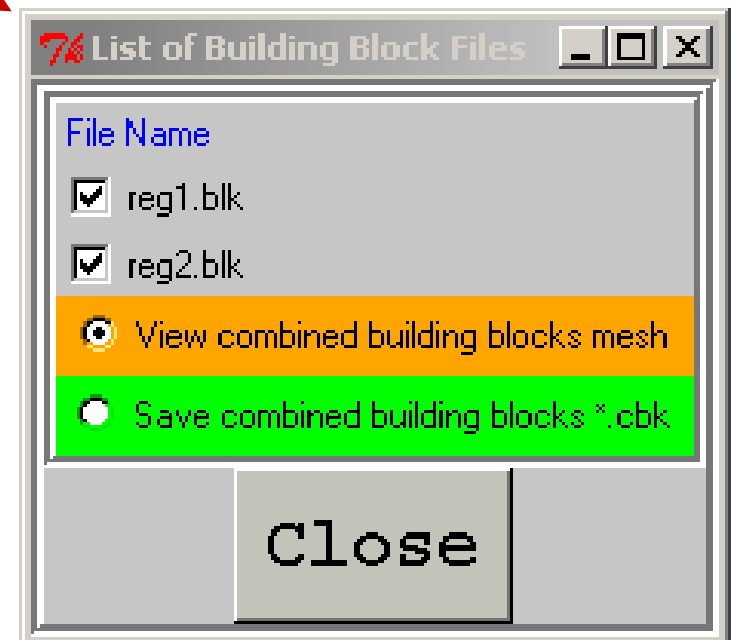 List of Building Block Files
File Name
reg1.blk
reg2.blk
View combined building blocks mesh
Save combined building blocks *.cbk
Close